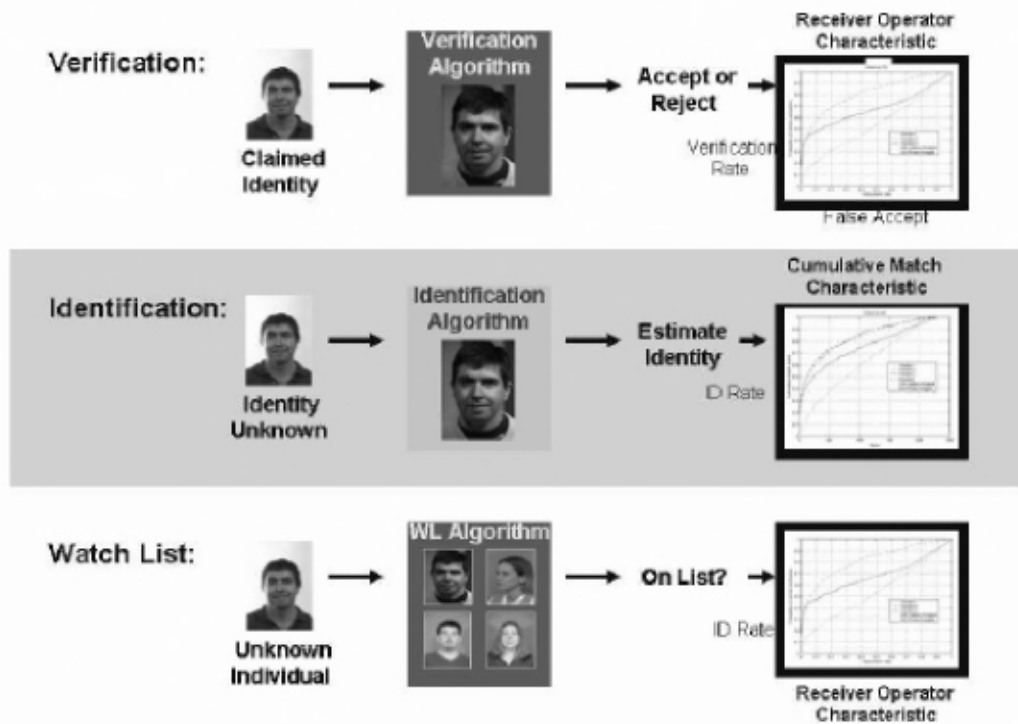 Verification:
Claimed
Identity
Verification
Algorithm
Accept or
Reject
Receiver Operator
Characteristic
Verification
Rate
False Accept
Identification:
Identity
Unknown
Identification
Algorithm
Estimate
Identity
Cumulative Match
Characteristic
ID Rate
Watch List:
Unknown
Individual
WL Algorithm
On List?
ID Rate
Receiver Operator
Characteristic